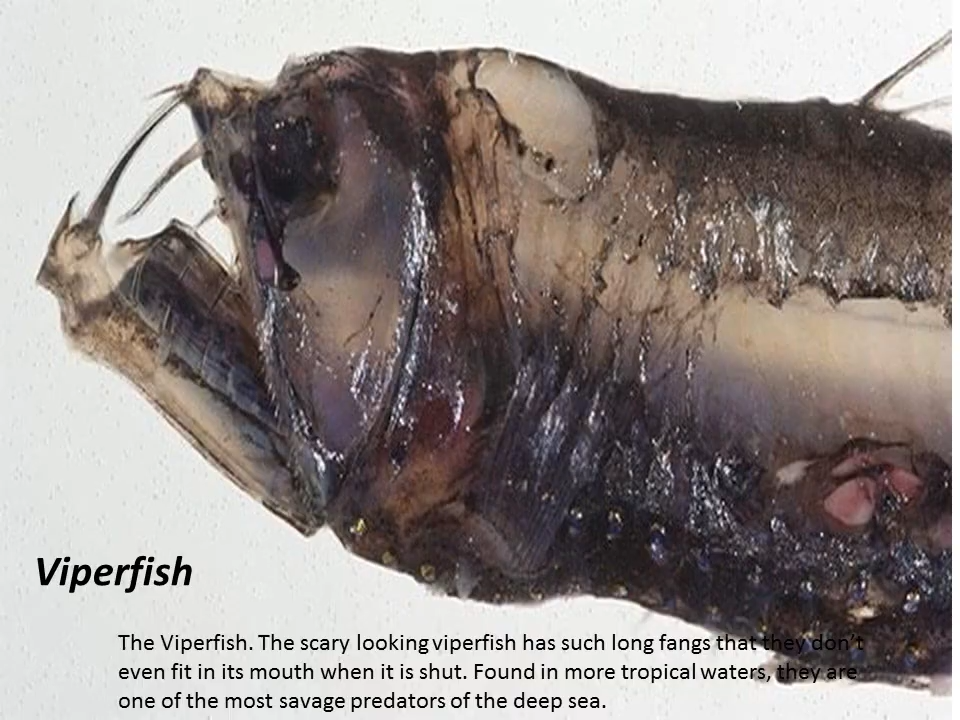 Viperfish
The Viperfish. The scary looking viperfish has such long fangs that they don't
even fit in its mouth when it is shut. Found in more tropical waters, they are
one of the most savage predators of the deep sea.